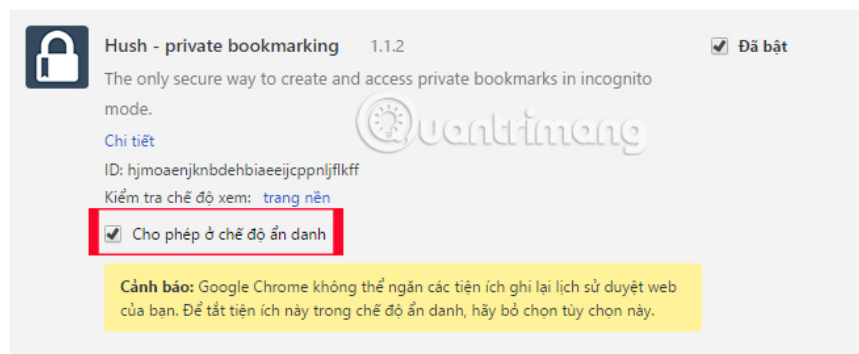 Hush - private bookmarking 1.1.2 Đã bật
The only secure way to create and access private bookmarks in incognito
mode.
Quantrimang
Chi tiết
ID: hjmoaenjknbdehbiaeeijcppnljflkff
Kiểm tra chế độ xem: trang nền
Cho phép ở chế độ ẩn danh
Cảnh báo: Google Chrome không thể ngăn các tiện ích ghi lại lịch sử duyệt web
của bạn. Để tắt tiện ích này trong chế độ ẩn danh, hãy bỏ chọn tùy chọn này.